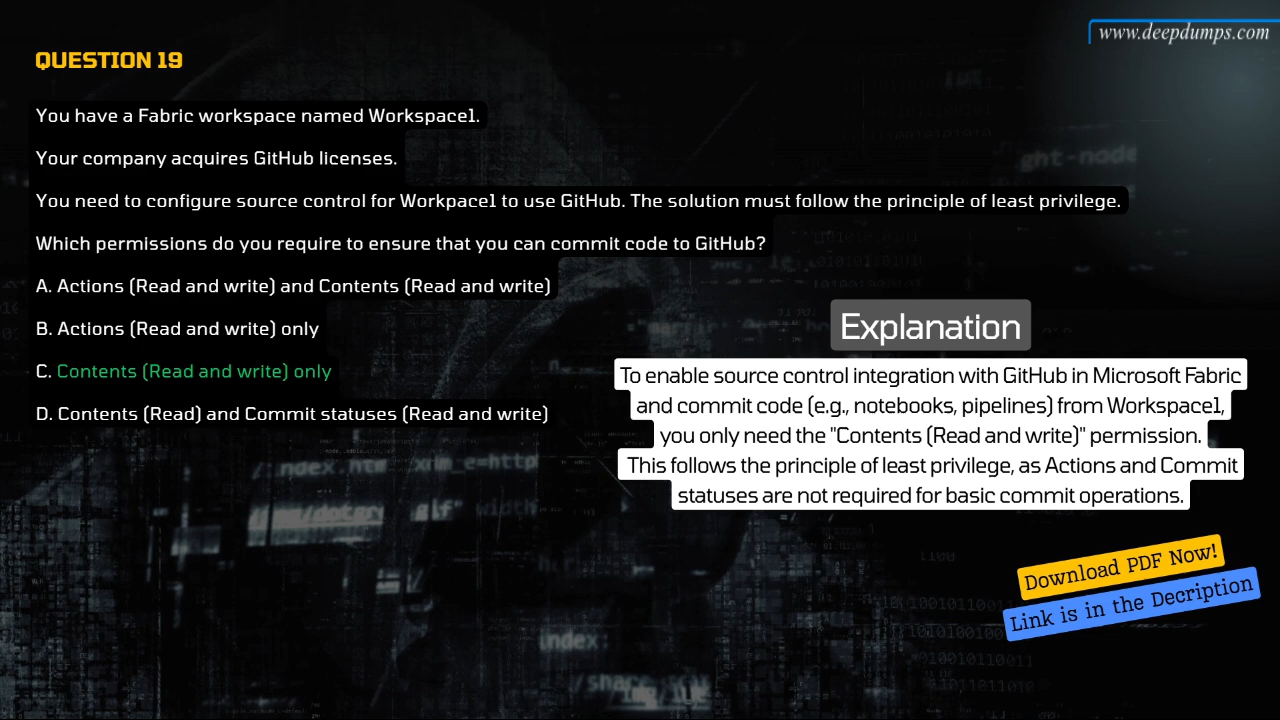 www.deepdumps.com
QUESTION 19
You have a Fabric workspace named Workspace1.
Your company acquires GitHub licenses.
You need to configure source control for Workpace1 to use GitHub. The solution must follow the principle of least privilege.
Which permissions do you require to ensure that you can commit code to GitHub?
A. Actions (Read and write) and Contents (Read and write)
B. Actions (Read and write) only
C. Contents (Read and write) only
D. Contents (Read) and Commit statuses (Read and write)
Explanation
To enable source control integration with GitHub in Microsoft Fabric
and commit code (e.g., notebooks, pipelines) from Workspace1,
you only need the "Contents (Read and write)" permission.
This follows the principle of least privilege, as Actions and Commit
statuses are not required for basic commit operations.
Download PDF Now!
Link is in the Decription
ght-node
index: